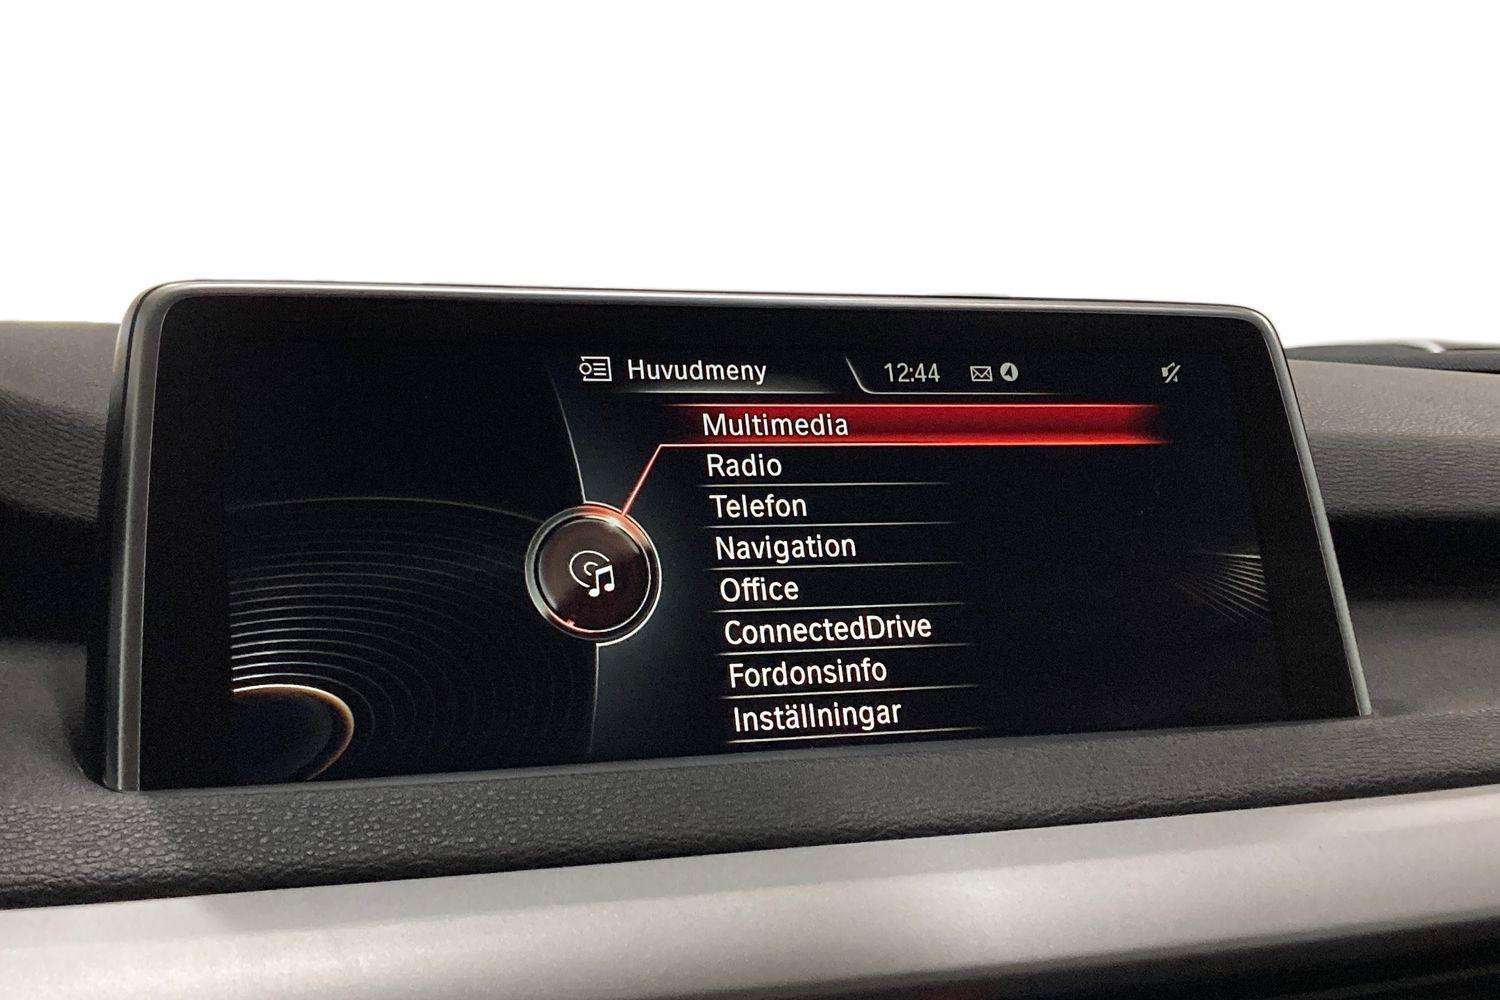 Huvudmeny 12:44
Multimedia
Radio
Telefon
Navigation
Office
ConnectedDrive
Fordonsinfo
Inställningar